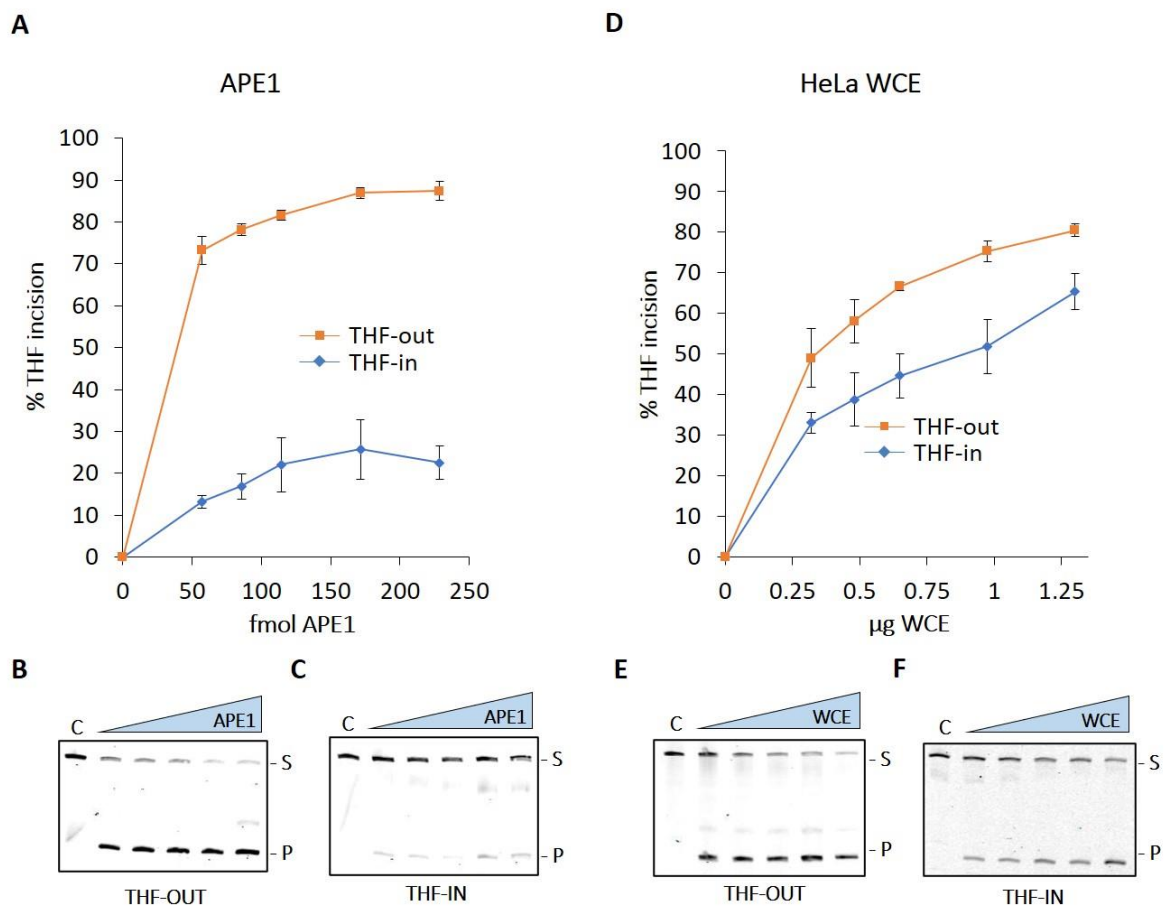 A
APE1
% THF incision
100
90
80
70
60
50
40
30
20
10
0
THF-out
THF-in
0 50 100 150 200 250
fmol APE1
D
HeLa WCE
% THF incision
100
90
80
70
60
50
40
30
20
10
0
THF-out
THF-in
0 0.25 0.5 0.75 1 1.25
µg WCE
B
C APE1
- S
- P
THF-OUT
C
C APE1
- S
- P
THF-IN
E
C WCE
- S
- P
THF-OUT
F
C WCE
- S
- P
THF-IN